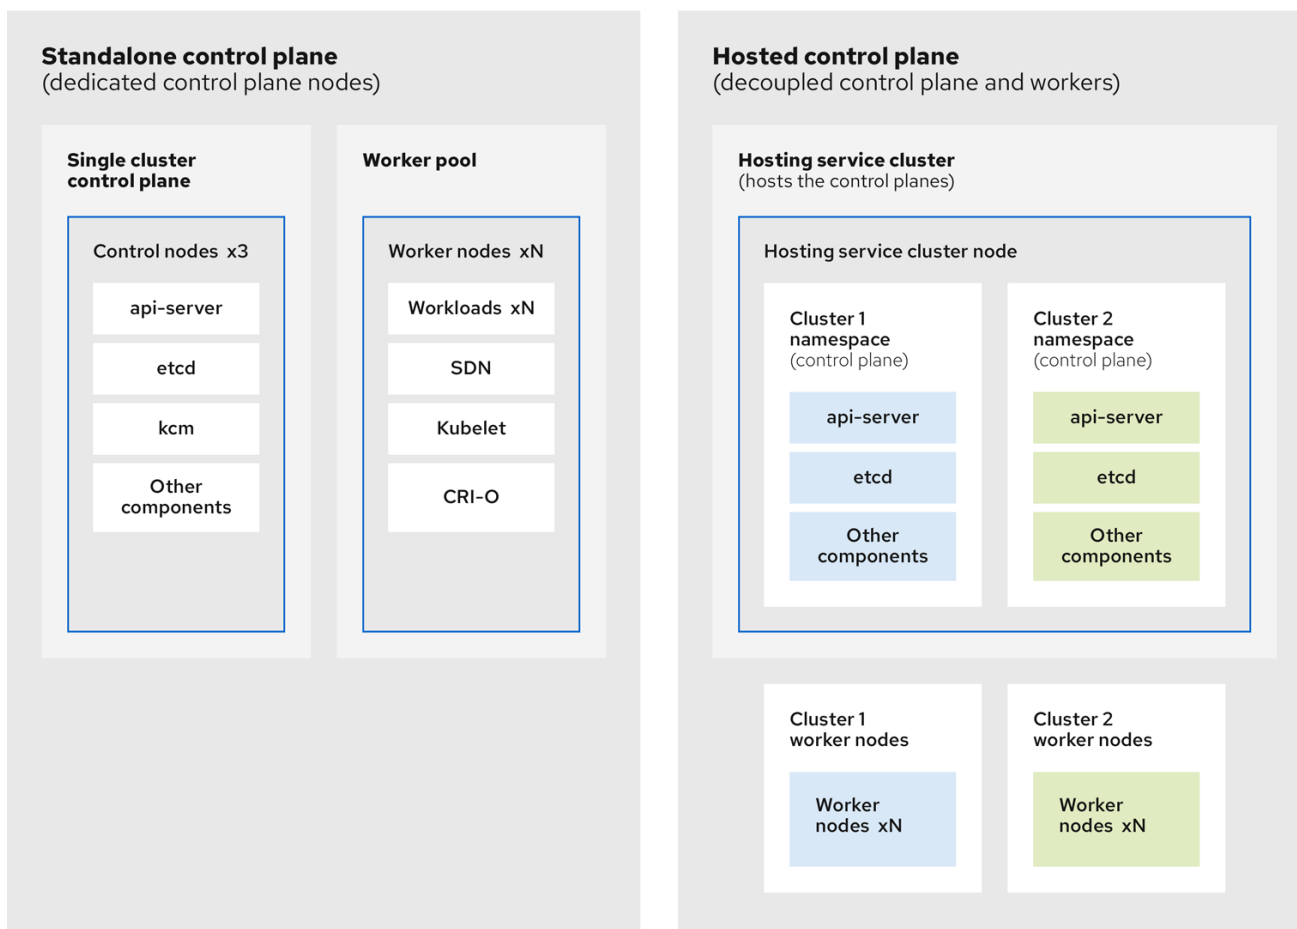 Standalone control plane
(dedicated control plane nodes)
Single cluster
control plane
Control nodes x3
api-server
etcd
kcm
Other
components
Worker pool
Worker nodes xN
Workloads xN
SDN
Kubelet
CRI-O
Hosted control plane
(decoupled control plane and workers)
Hosting service cluster
(hosts the control planes)
Hosting service cluster node
Cluster 1
namespace
(control plane)
api-server
etcd
Other
components
Cluster 2
namespace
(control plane)
api-server
etcd
Other
components
Cluster 1
worker nodes
Worker
nodes xN
Cluster 2
worker nodes
Worker
nodes xN